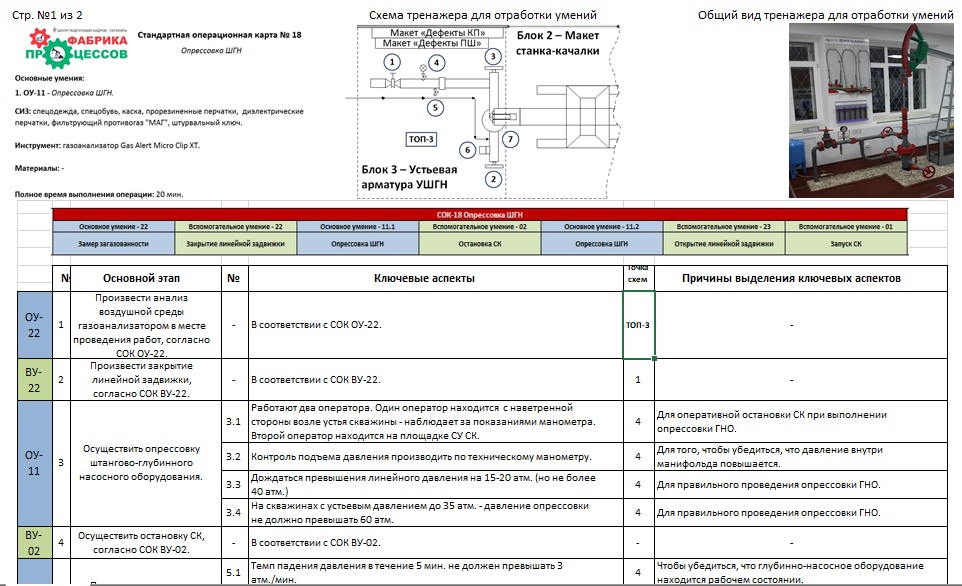 Стр. №1 из 2
Схема тренажера для отработки умений
Общий вид тренажера для отработки умений
ЦЕНТР ПОДГОТОВКИ КАДРОВ | ТАТНЕФТЬ
ФАБРИКА
ПРОЦЕССОВ
Стандартная операционная карта № 18
Опрессовка ШГН
Основные умения:
1. ОУ-11 - Опрессовка ШГН.
СИЗ: спецодежда, спецобувь, каска, прорезиненные перчатки, диэлектрические
перчатки, фильтрующий противогаз "МАГ", штурвальный ключ.
Инструмент: газоанализатор Gas Alert Micro Clip XT.
Материалы: -
Полное время выполнения операции: 20 мин.
Макет «Дефекты КП»
Макет «Дефекты ПШ»
Блок 2 – Макет
станка-качалки
1
4
3
5
ТОП-3
6
7
2
Блок 3 – Устьевая
арматура УШГН
3
СОК-18 Опрессовка ШГН
Основное умение - 22
Вспомогательное умение - 22
Основное умение - 11.1
Вспомогательное умение - 02
Основное умение - 11.2
Вспомогательное умение - 23
Вспомогательное умение - 01
Замер загазованности
Закрытие линейной задвижки
Опрессовка ШГН
Остановка СК
Опрессовка ШГН
Открытие линейной задвижки
Запуск СК
№
Основной этап
№
Ключевые аспекты
Точка
схем
Причины выделения ключевых аспектов
ОУ-
22
1
Произвести анализ
воздушной среды
газоанализатором в месте
проведения работ, согласно
СОК ОУ-22.
-
В соответствии с СОК ОУ-22.
ТОП-3
-
ВУ-
22
2
Произвести закрытие
линейной задвижки,
согласно СОК ВУ-22.
-
В соответствии с СОК ВУ-22.
1
-
ОУ-
11
3
Осуществить опрессовку
штангово-глубинного
насосного оборудования.
3.1
Работают два оператора. Один оператор находится с наветренной
стороны возле устья скважины - наблюдает за показаниями манометра.
Второй оператор находится на площадке СУ СК.
4
Для оперативной остановки СК при выполнении
опрессовки ГНО.
3.2
Контроль подъема давления производить по техническому манометру.
4
Для того, чтобы убедиться, что давление внутри
манифольда повышается.
3.3
Дождаться превышения линейного давления на 15-20 атм. (но не более
40 атм.)
4
Для правильного проведения опрессовки ГНО.
3.4
На скважинах с устьевым давлением до 35 атм. - давление опрессовки
не должно превышать 60 атм.
4
Для правильного проведения опрессовки ГНО.
ВУ-
02
4
Осуществить остановку СК,
согласно СОК ВУ-02.
-
В соответствии с СОК ВУ-02.
-
-
5.1
Темп падения давления в течение 5 мин. не должен превышать 3
атм./мин.
4
Чтобы убедиться, что глубинно-насосное оборудование
находится рабочем состоянии.